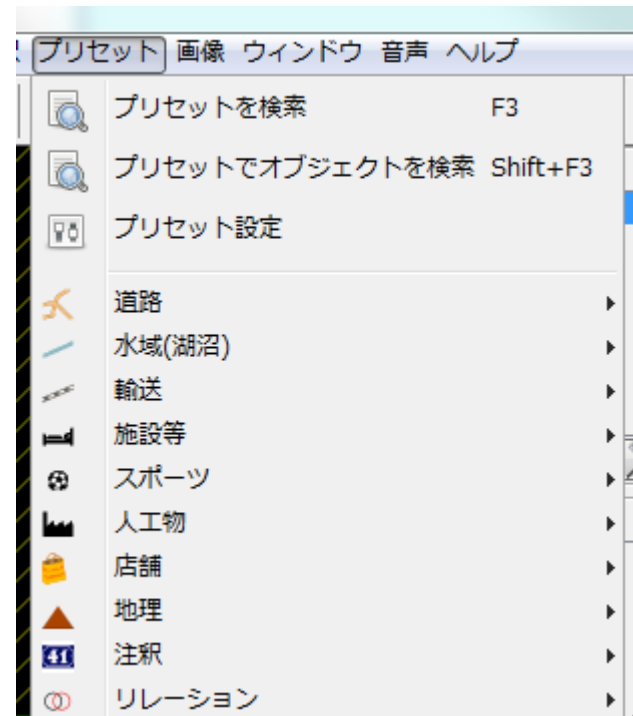 プリセット 画像 ウィンドウ 音声 ヘルプ
プリセットを検索 F3
プリセットでオブジェクトを検索 Shift+F3
プリセット設定
道路
水域(湖沼)
輸送
施設等
スポーツ
人工物
店舗
地理
41 注釈
リレーション